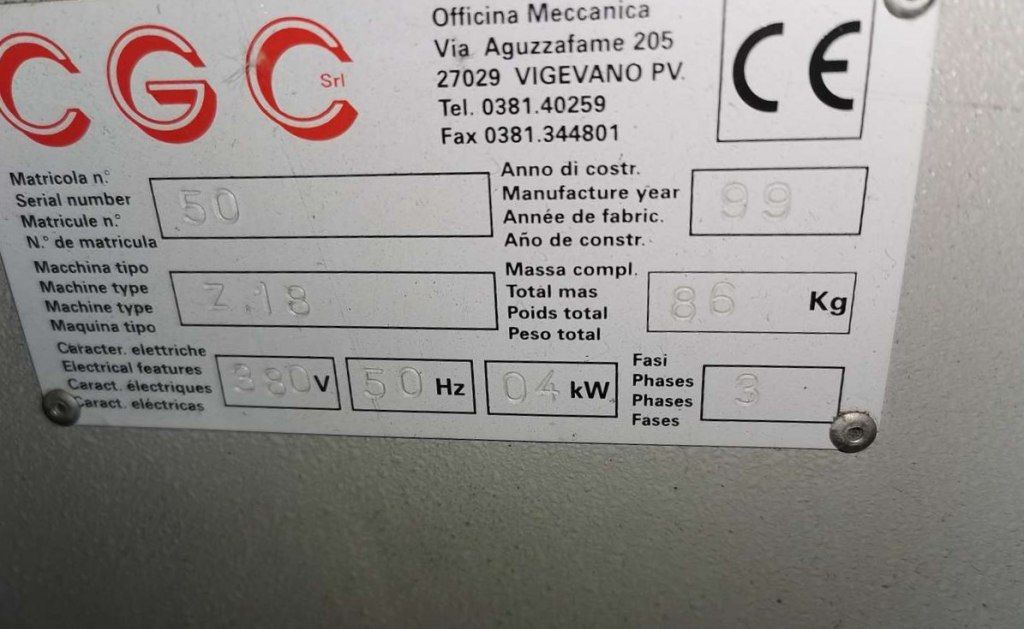 CGC Srl
Officina Meccanica
Via Aguzzafame 205
27029 VIGEVANO PV.
Tel. 0381.40259
Fax 0381.344801
CE
Matricola n.°
Serial number
Matricule n.°
N.° de matricula
50
Anno di costr.
Manufacture year
Année de fabric.
Año de constr.
99
Macchina tipo
Machine type
Machine type
Maquina tipo
Z.18
Massa compl.
Total mas
Poids total
Peso total
86 Kg
Caracter. elettriche
Electrical features
Caract. électriques
Caract. eléctricas
380 V
50 Hz
04 kW
Fasi
Phases
Phases
Fases
3